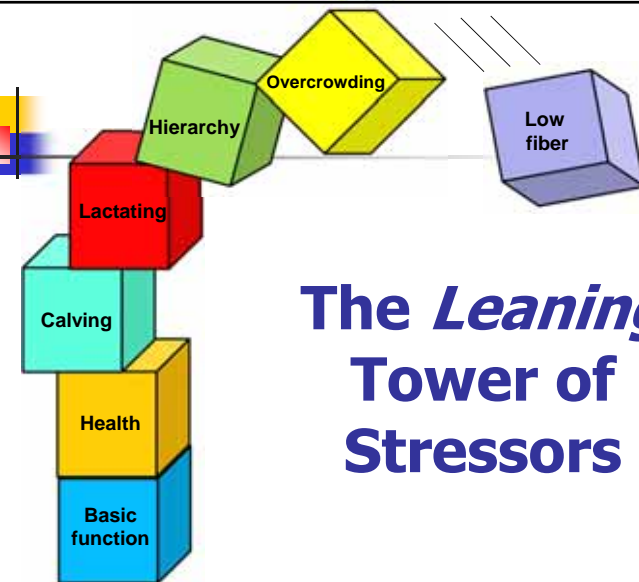 Overcrowding
Low
fiber
Hierarchy
Lactating
Calving
Health
Basic
function
The Leaning
Tower of
Stressors